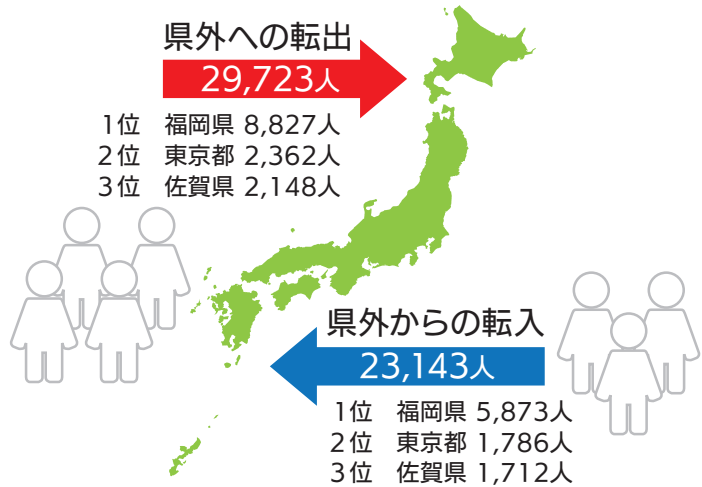 県外への転出
29,723人
1位 福岡県 8,827人
2位 東京都 2,362人
3位 佐賀県 2,148人
県外からの転入
23,143人
1位 福岡県 5,873人
2位 東京都 1,786人
3位 佐賀県 1,712人